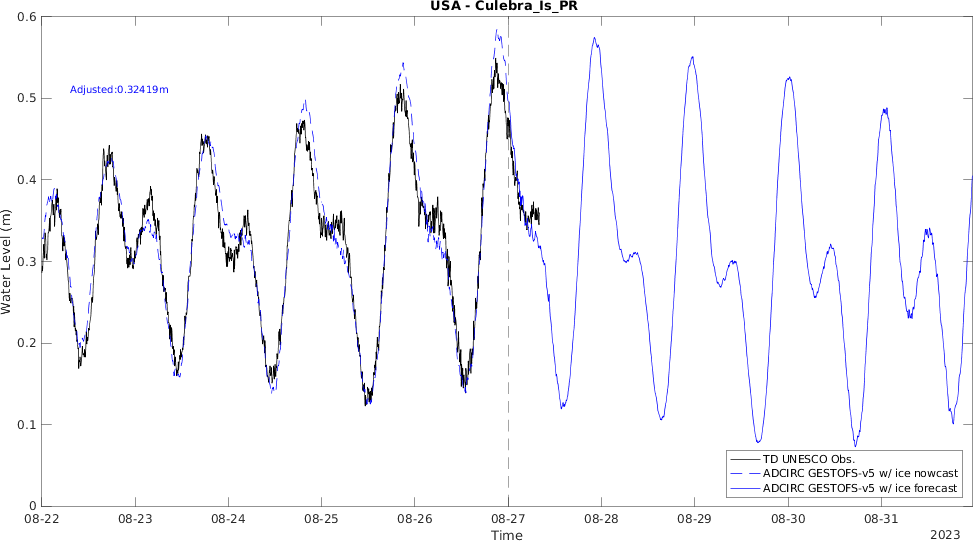 USA - Culebra_Is_PR
0.6
Adjusted:0.32419m
0.5
0.4
0.3
0.2
0.1
0
Water Level (m)
TD UNESCO Obs.
ADCIRC GESTOFS-v5 w/ ice nowcast
ADCIRC GESTOFS-v5 w/ ice forecast
08-22 08-23 08-24 08-25 08-26 08-27 08-28 08-29 08-30 08-31
Time
2023